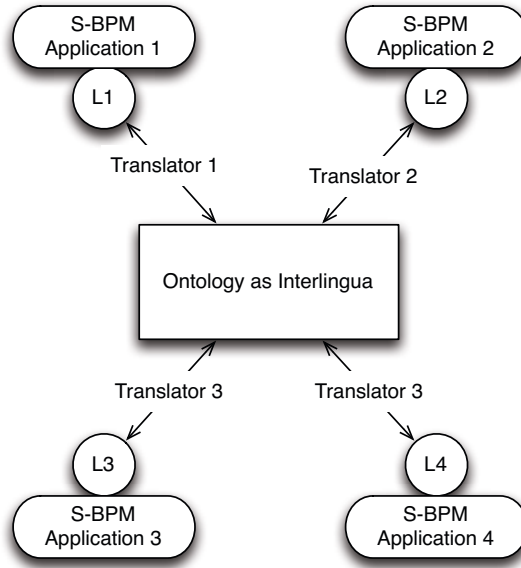 S-BPM
Application 1
S-BPM
Application 2
L1
L2
Translator 1
Translator 2
Ontology as Interlingua
Translator 3
Translator 3
L3
L4
S-BPM
Application 3
S-BPM
Application 4